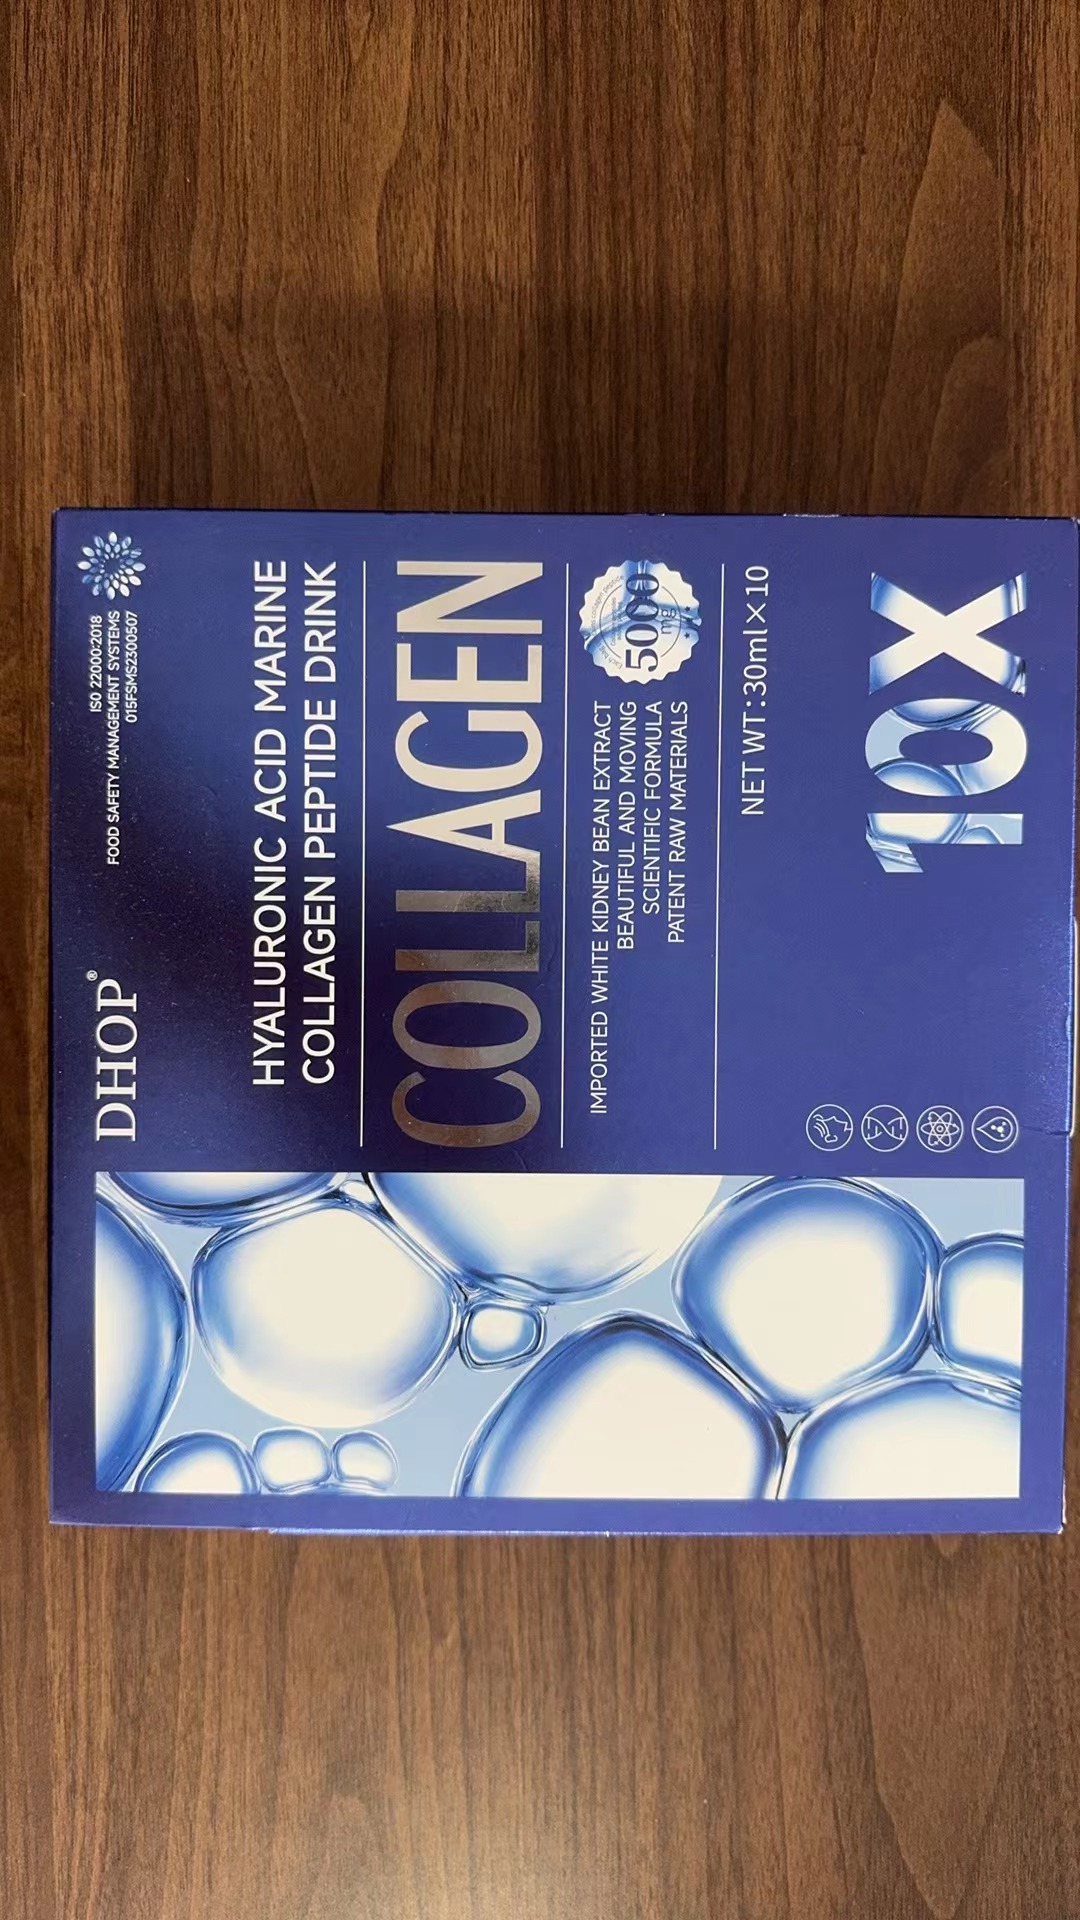 DHOP®
ISO 22000:2018
FOOD SAFETY MANAGEMENT SYSTEMS
015FSMS2300507
HYALURONIC ACID MARINE
COLLAGEN PEPTIDE DRINK
COLLAGEN
IMPORTED WHITE KIDNEY BEAN EXTRACT
BEAUTIFUL AND MOVING
SCIENTIFIC FORMULA
PATENT RAW MATERIALS
5000
NET WT:30ml×10
10X